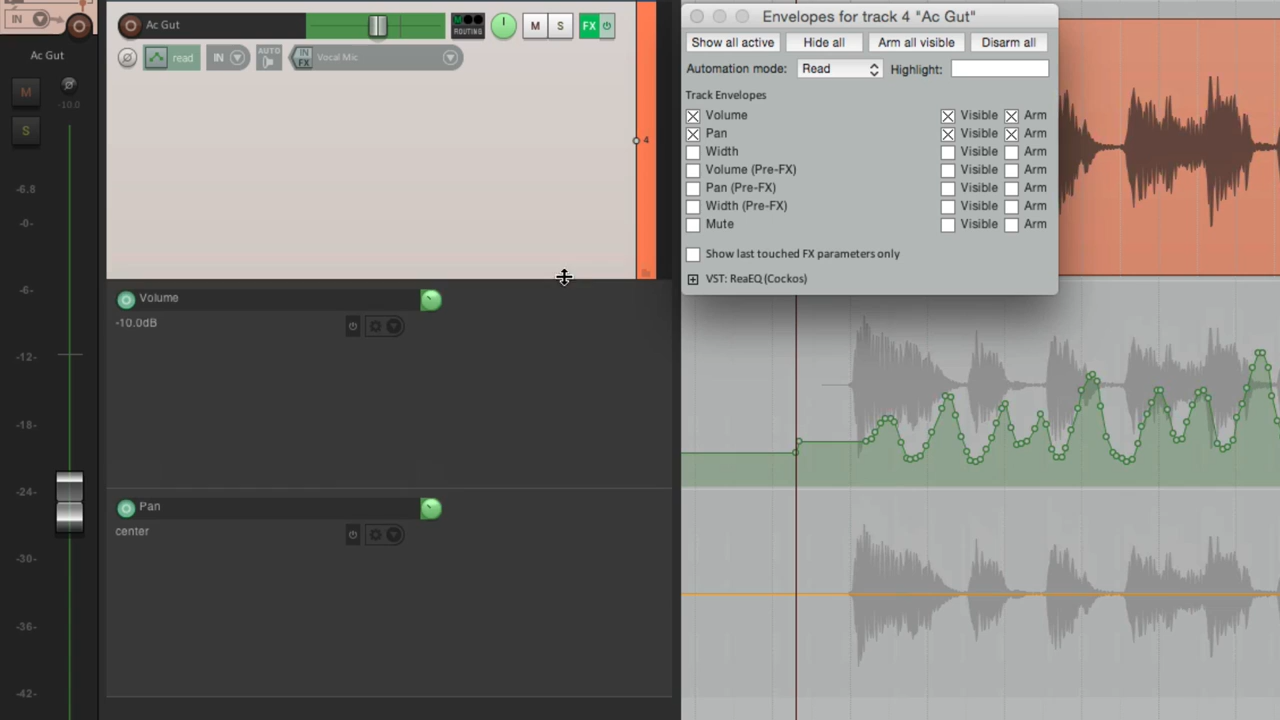 IN
Ac Gut
M
S
-10.0
-6.8
-0-
-6-
-12-
-18-
-24-
-30-
-36-
-42-
Ac Gut
M
ROUTING
M
S
FX
read
IN
AUTO
IN
FX
Vocal Mic
4
Volume
-10.0dB
Pan
center
Envelopes for track 4 "Ac Gut"
Show all active
Hide all
Arm all visible
Disarm all
Automation mode:
Read
Highlight:
Track Envelopes
Volume Visible Arm
Pan Visible Arm
Width Visible Arm
Volume (Pre-FX) Visible Arm
Pan (Pre-FX) Visible Arm
Width (Pre-FX) Visible Arm
Mute Visible Arm
Show last touched FX parameters only
VST: ReaEQ (Cockos)